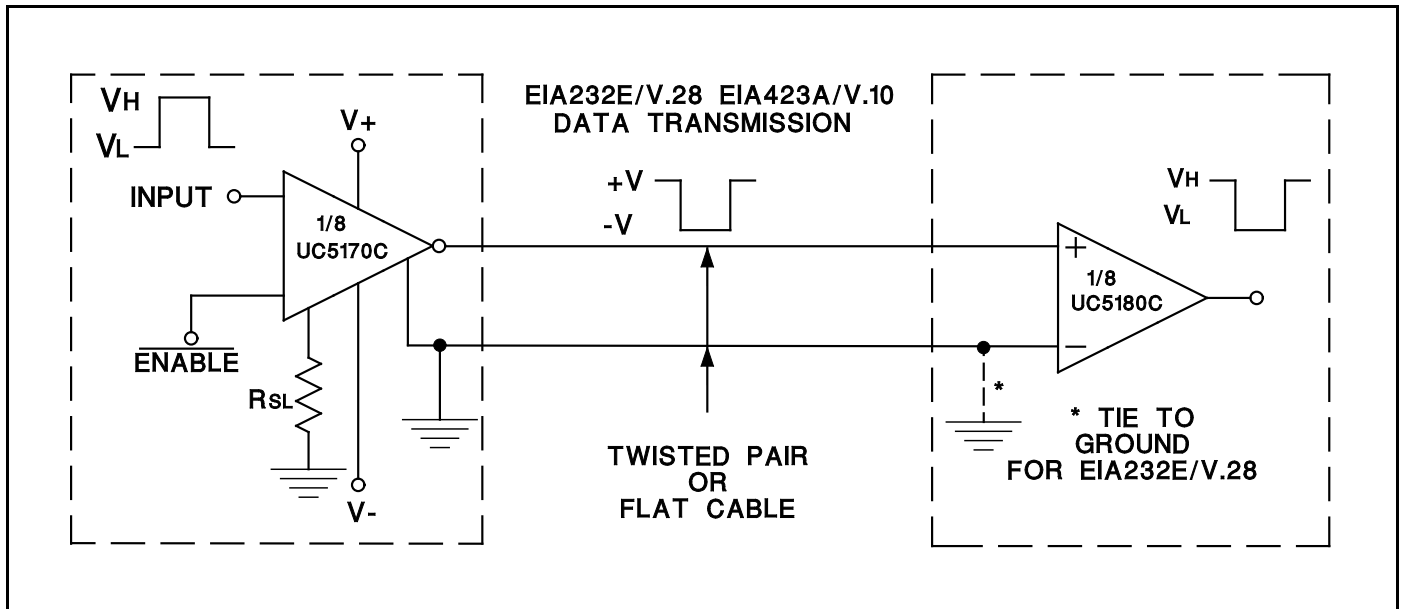 VH
VL
V+
INPUT
1/8
UC5170C
ENABLE
RSL
V-
EIA232E/V.28 EIA423A/V.10
DATA TRANSMISSION
+V
-V
TWISTED PAIR
OR
FLAT CABLE
VH
VL
1/8
UC5180C
+
−
*
* TIE TO
GROUND
FOR EIA232E/V.28